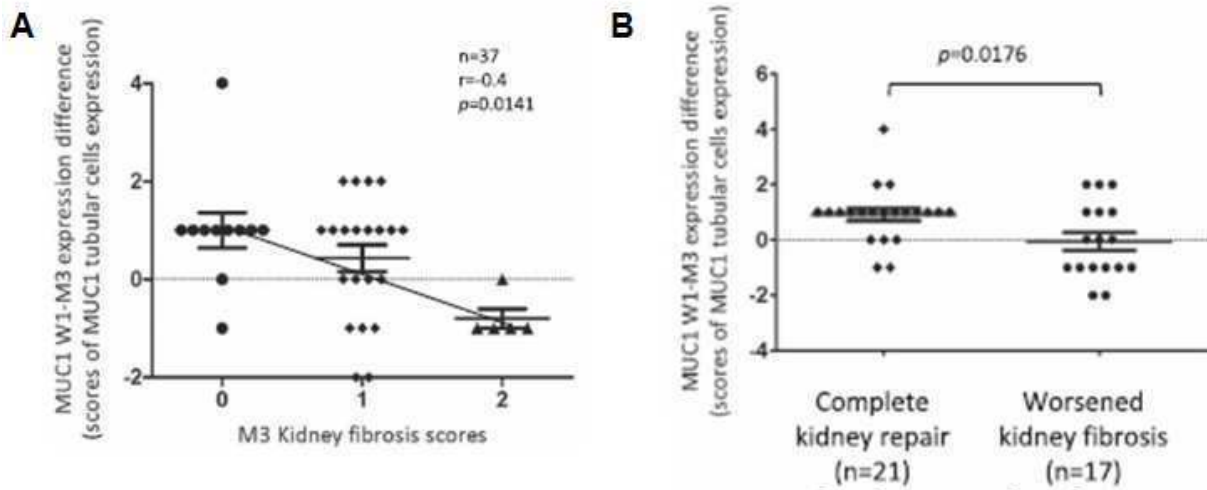 A
MUC1 W1-M3 expression difference
(scores of MUC1 tubular cells expression)
n=37
r=-0.4
p=0.0141
4
2
0
-2
0 1 2
M3 Kidney fibrosis scores
B
MUC1 W1-M3 expression difference
(scores of MUC1 tubular cells expression)
p=0.0176
6
4
2
0
-2
-4
Complete
kidney repair
(n=21)
Worsened
kidney fibrosis
(n=17)